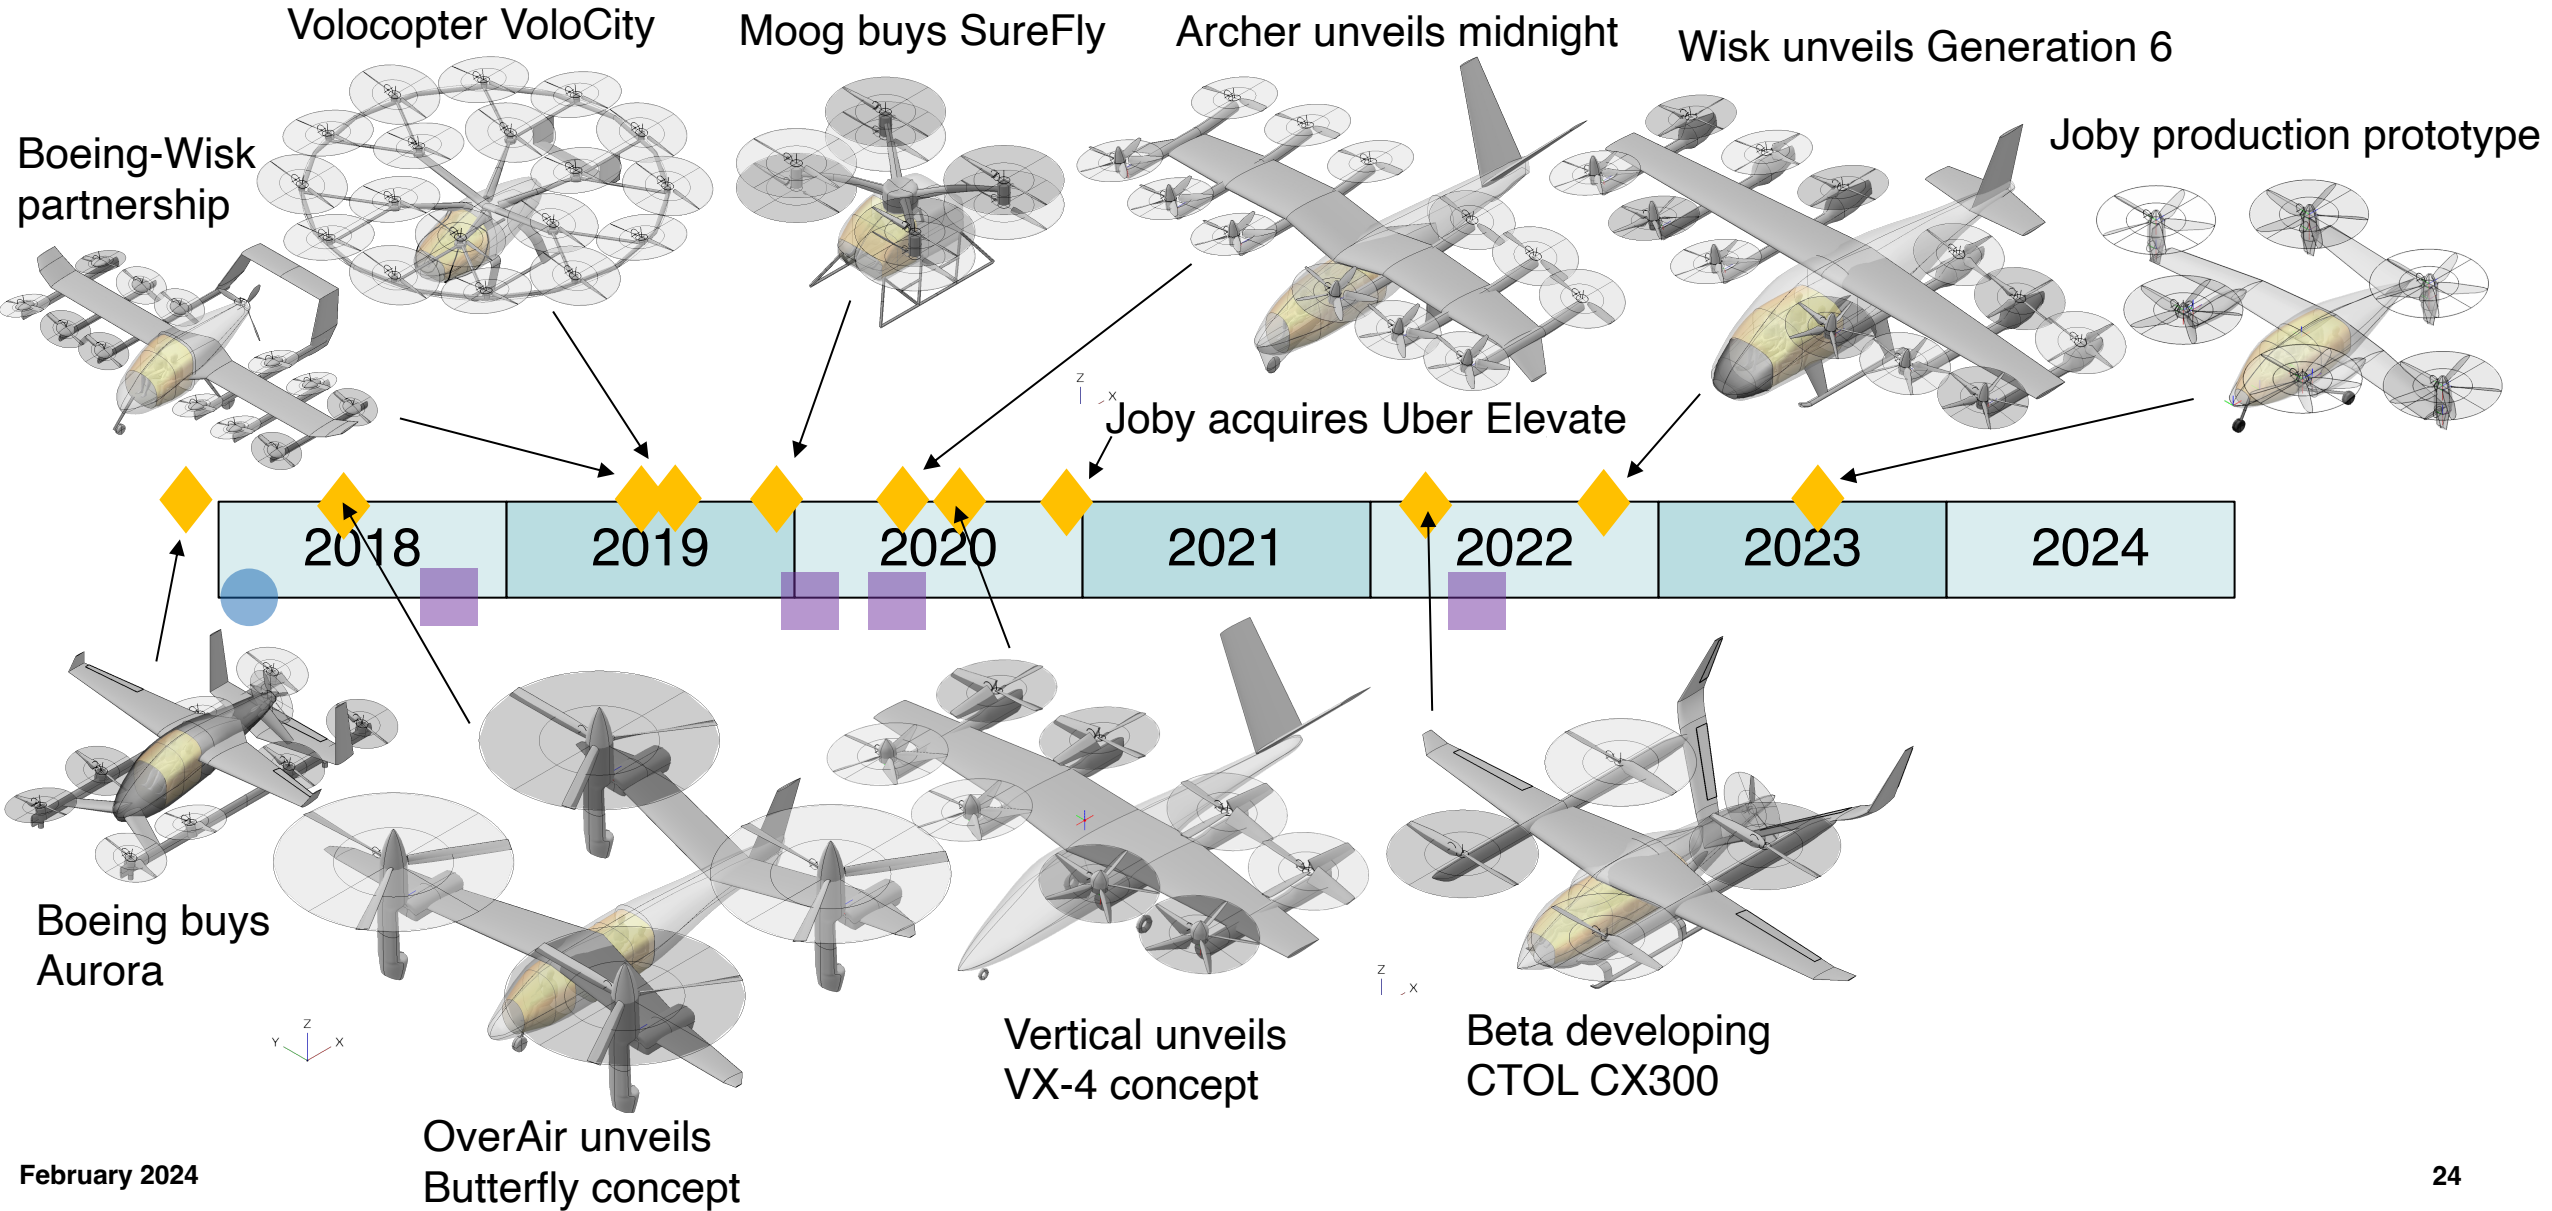 Volocopter VoloCity
Moog buys SureFly
Archer unveils midnight
Wisk unveils Generation 6
Boeing-Wisk
partnership
Joby production prototype
Z
X
Joby acquires Uber Elevate
2018
2019
2020
2021
2022
2023
2024
Boeing buys
Aurora
Z
Y
X
OverAir unveils
Butterfly concept
Vertical unveils
VX-4 concept
Z
X
Beta developing
CTOL CX300
February 2024
24